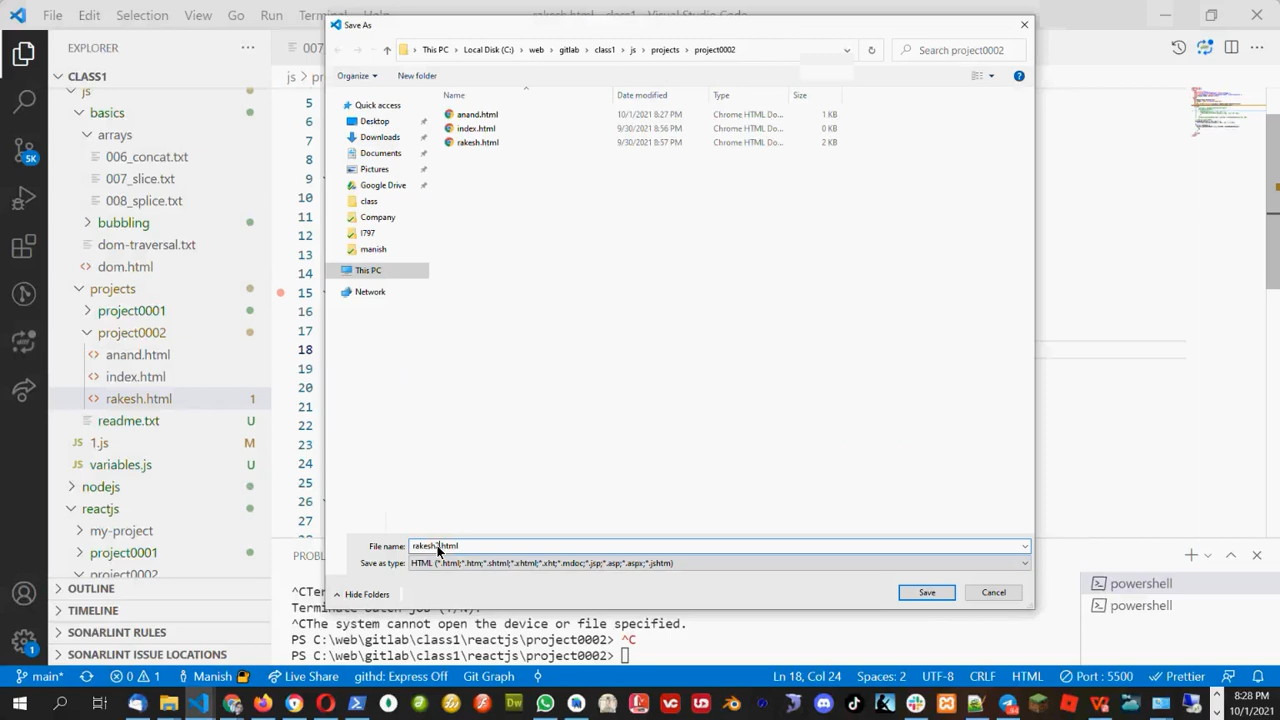 File Edit Selection View Go Run Terminal
Save As
This PC > Local Disk (C:) > web > gitlab > class1 > js > projects > project0002
Search project0002
Organize
New folder
EXPLORER
CLASS1
js
basics
arrays
006_concat.txt
007_slice.txt
008_splice.txt
bubbling
dom-traversal.txt
dom.html
projects
project0001
project0002
anand.html
index.html
rakesh.html 1
readme.txt U
1.js M
variables.js U
nodejs
reactjs
my-project
project0001
project0002
OUTLINE
TIMELINE
SONARLINT RULES
SONARLINT ISSUE LOCATIONS
007
js
5
6
7
8
9
10
11
12
13
14
15
16
17
18
19
20
21
22
23
24
25
26
27
Quick access
Desktop
Downloads
Documents
Pictures
Google Drive
class
Company
I797
manish
This PC
Network
Name Date modified Type Size
anand.html 10/1/2021 8:27 PM Chrome HTML Do... 1 KB
index.html 9/30/2021 8:56 PM Chrome HTML Do... 0 KB
rakesh.html 9/30/2021 8:57 PM Chrome HTML Do... 2 KB
File name:
Save as type: HTML (*.html;*.htm;*.shtml;*.xhtml;*.xht;*.mdoc;*.jsp;*.asp;*.aspx;*.jshtm)
Hide Folders
Save
Cancel
^CThe system cannot open the device or file specified.
PS C:\web\gitlab\class1\reactjs\project0002> ^C
PS C:\web\gitlab\class1\reactjs\project0002>
powershell
powershell
main* 0 1 Manish Live Share githd: Express Off Git Graph
Ln 18, Col 24 Spaces: 2 UTF-8 CRLF HTML Port : 5500 Prettier
8:28 PM
10/1/2021